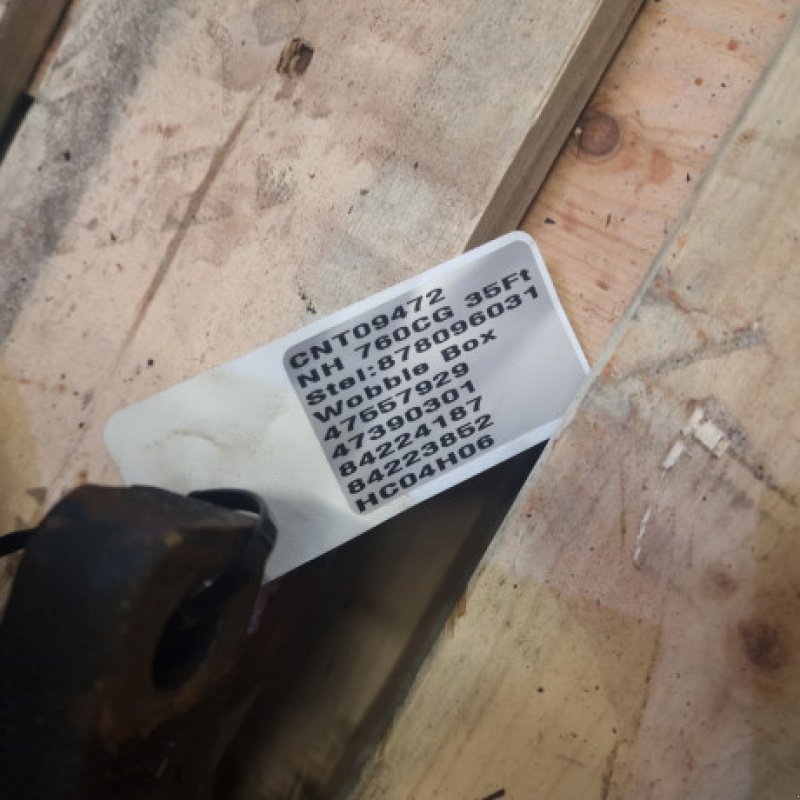 CNT09472
NH 760CG 35Ft
Stel:878096031
Wobble Box
47557929
47390301
84224187
84223852
HC04H06